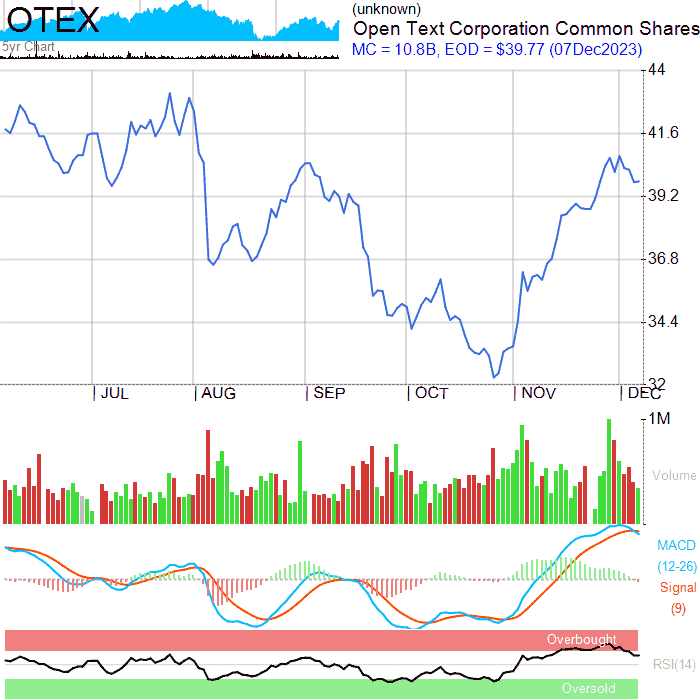 OTEX
5yr Chart
(unknown)
Open Text Corporation Common Shares
MC = 10.8B, EOD = $39.77 (07Dec2023)
44
41.6
39.2
36.8
34.4
32
JUL AUG SEP OCT NOV DEC
1M
Volume
MACD
(12-26)
Signal
(9)
Overbought
RSI(14)
Oversold